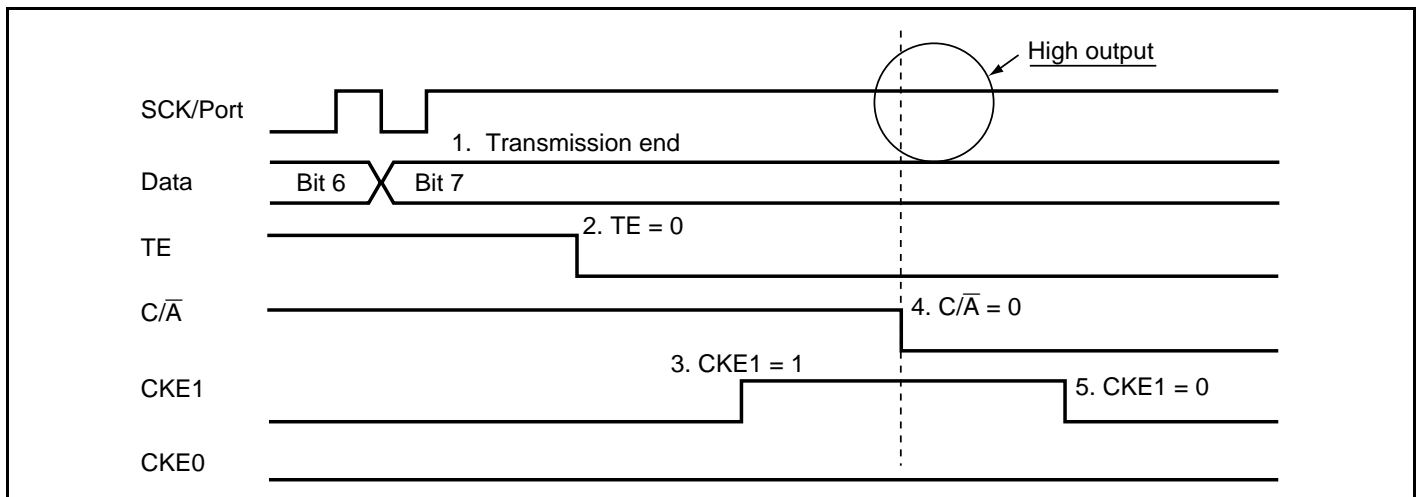 High output
SCK/Port
1. Transmission end
Data
Bit 6
Bit 7
2. TE = 0
TE
C/A̅
4. C/A̅ = 0
3. CKE1 = 1
CKE1
5. CKE1 = 0
CKE0